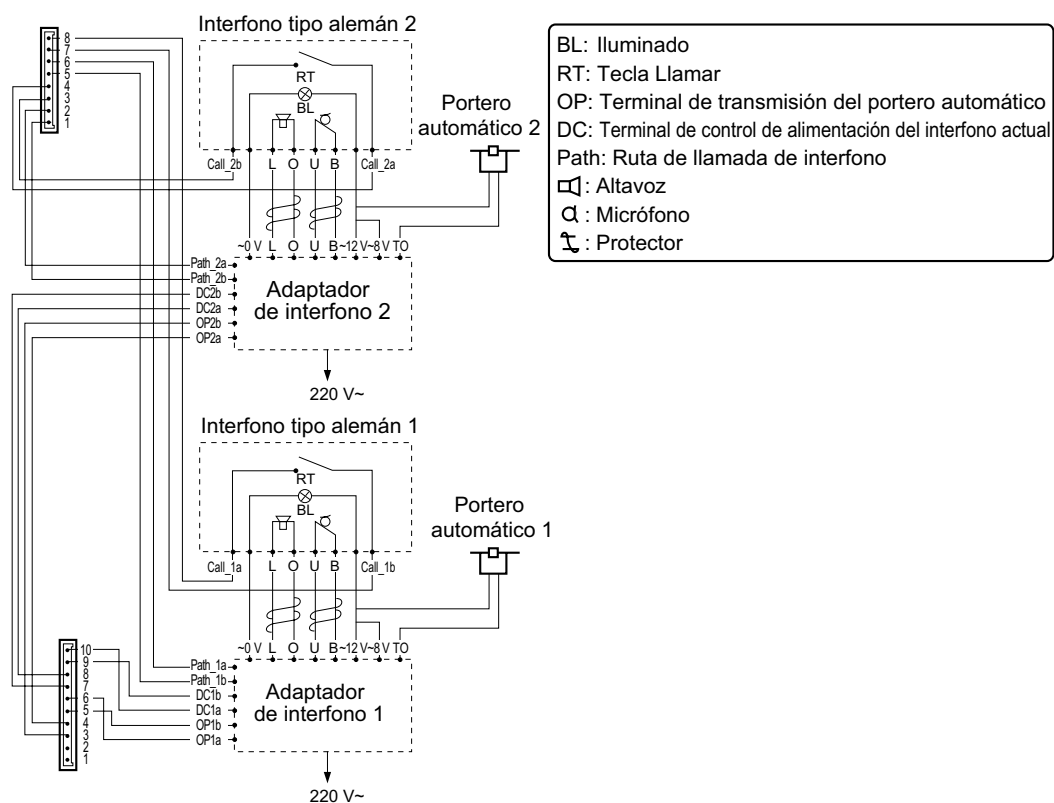 Interfono tipo alemán 2
8
7
6
5
4
3
2
1
RT
BL
Call_2b L O U B Call_2a
Portero
automático 2
~0 V L O U B ~12 V ~8 V TO
Path_2a
Path_2b
DC2b
DC2a
OP2b
OP2a
Adaptador
de interfono 2
220 V~
Interfono tipo alemán 1
RT
BL
Call_1a L O U B Call_1b
Portero
automático 1
~0 V L O U B ~12 V ~8 V TO
10
9
8
7
6
5
4
3
2
1
Path_1a
Path_1b
DC1b
DC1a
OP1b
OP1a
Adaptador
de interfono 1
220 V~
BL: Iluminado
RT: Tecla Llamar
OP: Terminal de transmisión del portero automático
DC: Terminal de control de alimentación del interfono actual
Path: Ruta de llamada de interfono
: Altavoz
: Micrófono
: Protector